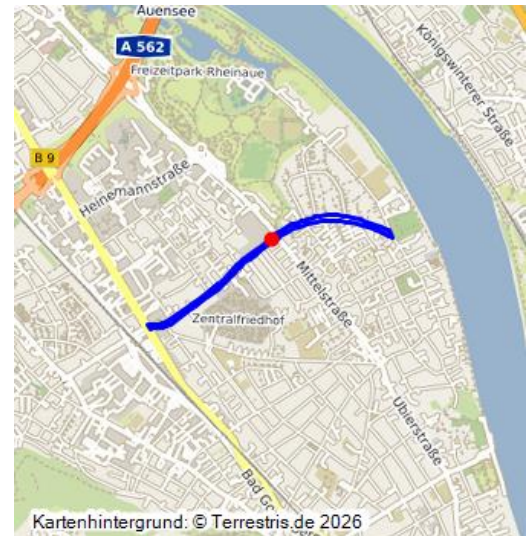 Auensee
A 562
Freizeitpark Rheinaue
Königswinterer Straße
B 9
Heinemannstraße
Mittelstraße
Zentralfriedhof
Ubierstraße
Bad Go
Kartenhintergrund: © Terrestris.de 2026